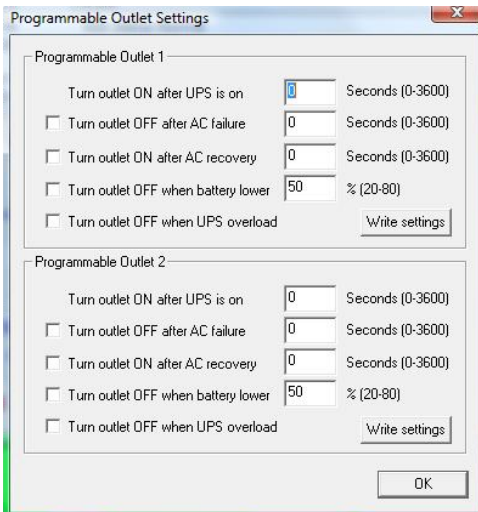 Programmable Outlet Settings
Programmable Outlet 1
Turn outlet ON after UPS is on 0 Seconds (0-3600)
Turn outlet OFF after AC failure 0 Seconds (0-3600)
Turn outlet ON after AC recovery 0 Seconds (0-3600)
Turn outlet OFF when battery lower 50 % (20-80)
Turn outlet OFF when UPS overload Write settings
Programmable Outlet 2
Turn outlet ON after UPS is on 0 Seconds (0-3600)
Turn outlet OFF after AC failure 0 Seconds (0-3600)
Turn outlet ON after AC recovery 0 Seconds (0-3600)
Turn outlet OFF when battery lower 50 % (20-80)
Turn outlet OFF when UPS overload Write settings
OK